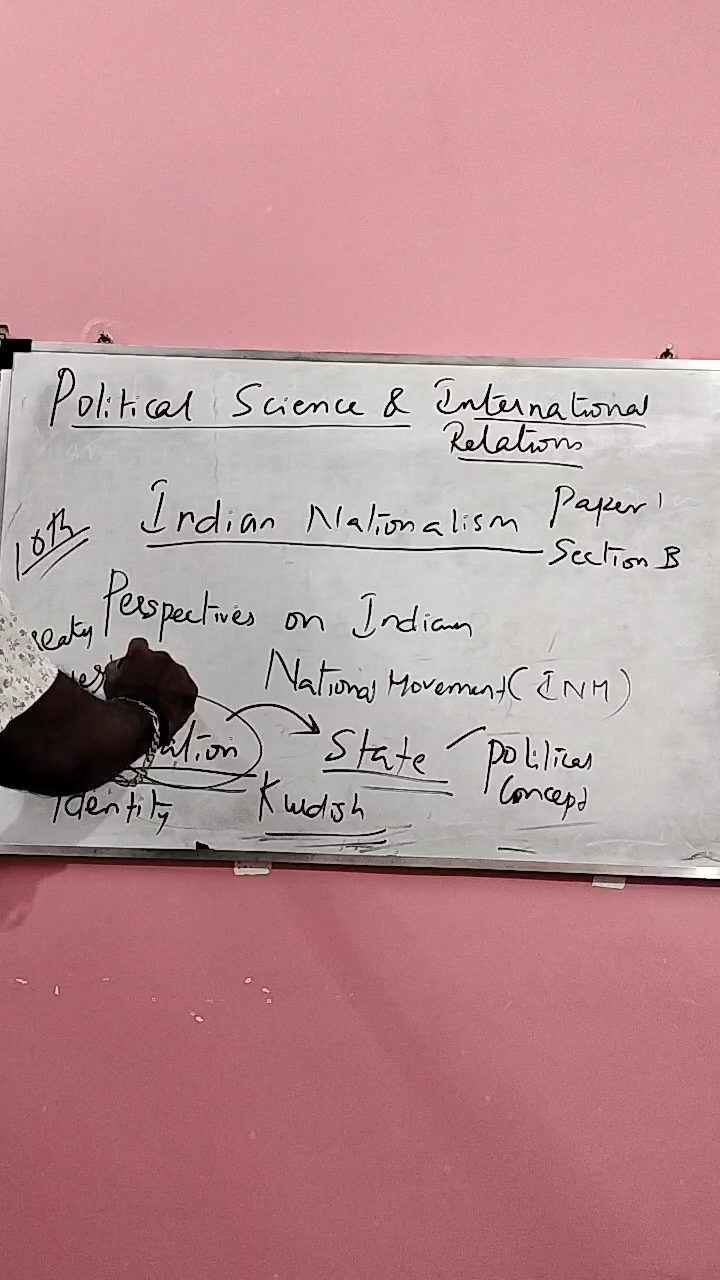 Political Science & International
Relations
10th
Indian Nationalism Paper 1
Section B
Perspectives on Indian
National Movement (INM)
State
Political
Concept
Identity
Kurdish